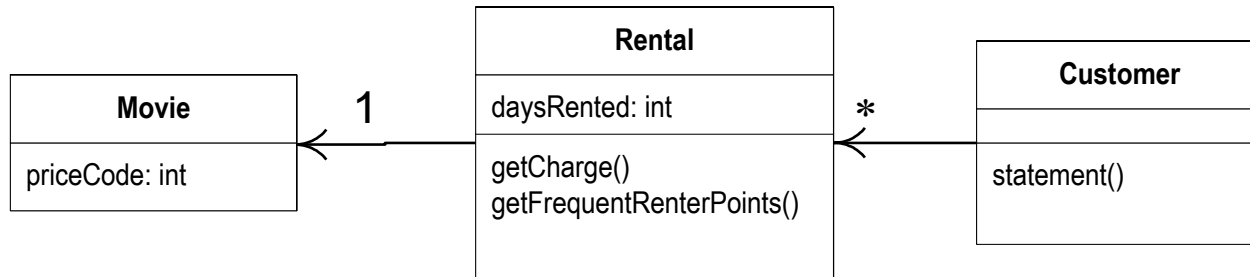 Movie
priceCode: int
1
Rental
daysRented: int
getCharge()
getFrequentRenterPoints()
*
Customer
statement()